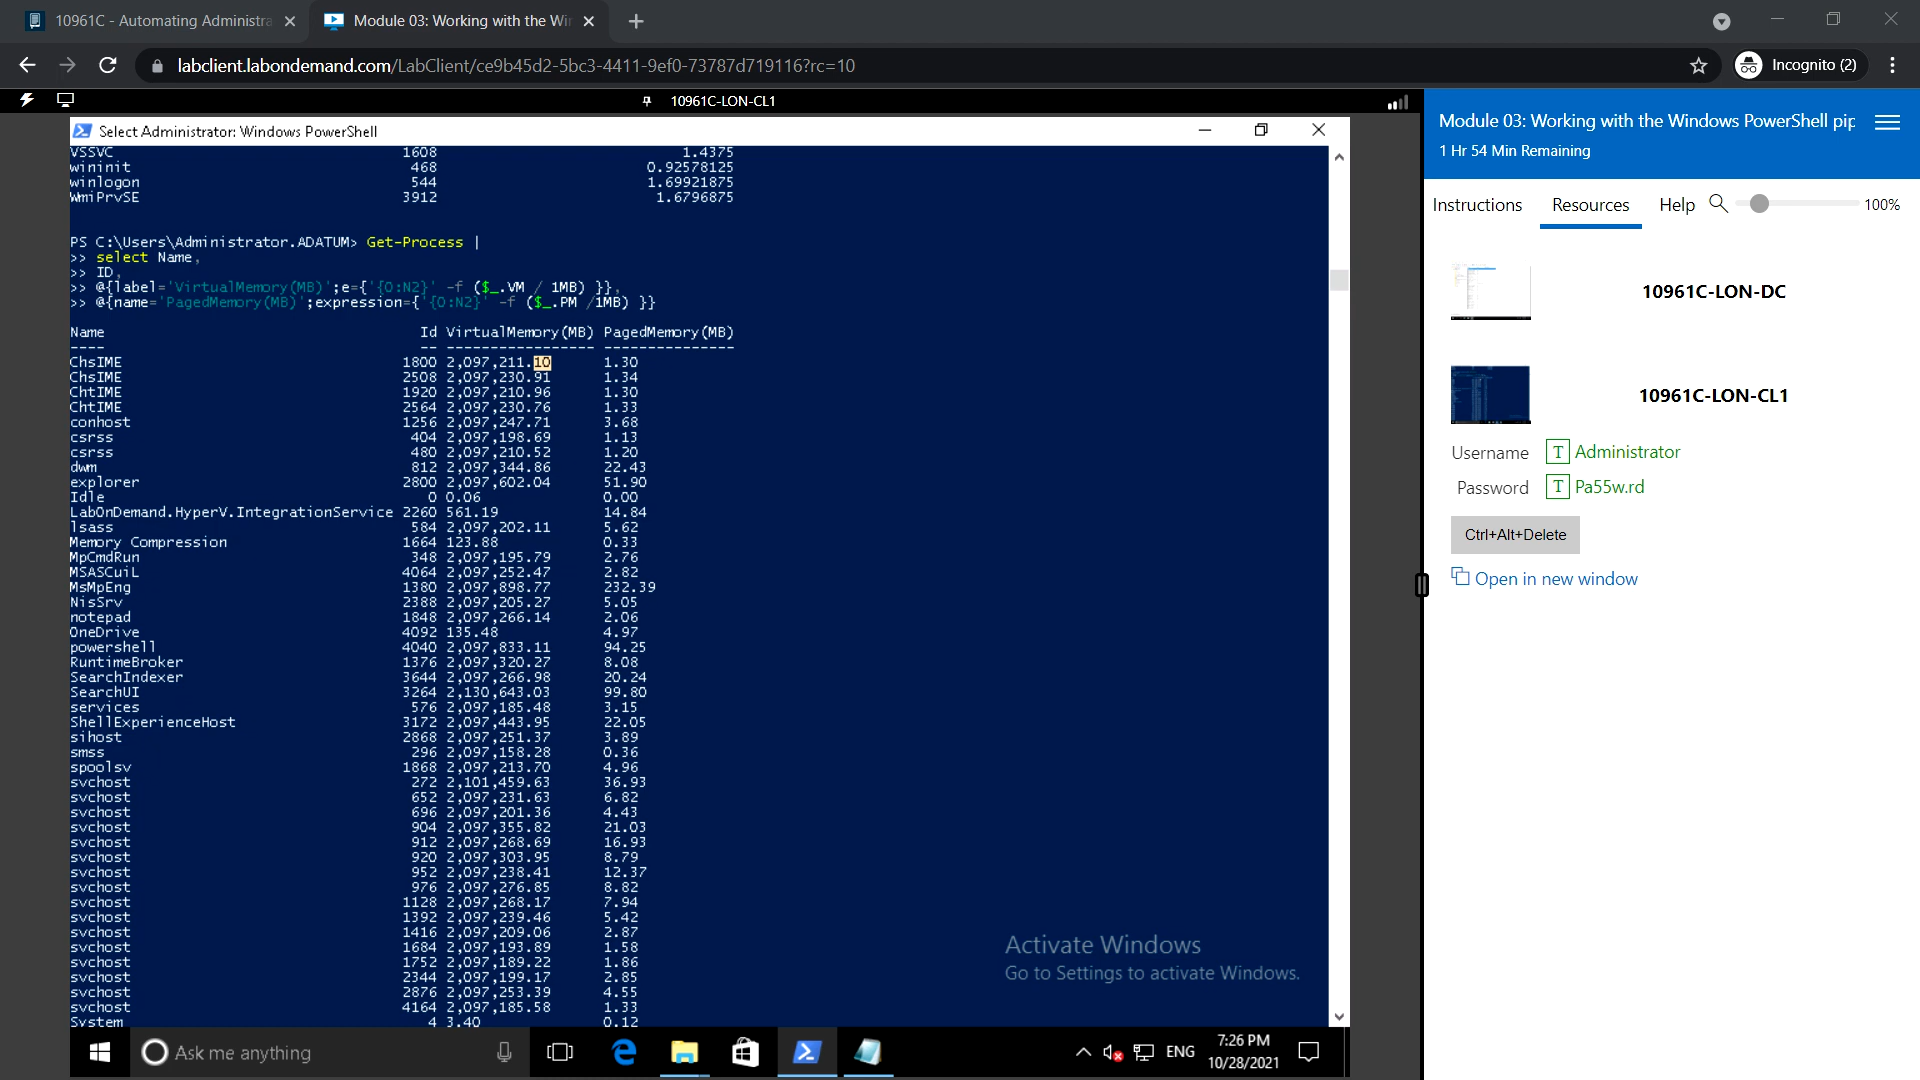 10961C - Automating Administra
Module 03: Working with the Wi
labclient.labondemand.com/LabClient/ce9b45d2-5bc3-4411-9ef0-73787d719116?rc=10
Incognito (2)
10961C-LON-CL1
Select Administrator: Windows PowerShell
VSSVC 1608 1.4375
wininit 468 0.92578125
winlogon 544 1.69921875
WmiPrvSE 3912 1.6796875
PS C:\Users\Administrator.ADATUM> Get-Process |
>> select Name,
>> ID,
>> @{label='VirtualMemory(MB)';e={'{0:N2}' -f ($_.VM / 1MB) }},
>> @{name='PagedMemory(MB)';expression={'{0:N2}' -f ($_.PM /1MB) }}
Name Id VirtualMemory(MB) PagedMemory(MB)
---- -- ----------------- ---------------
ChsIME 1800 2,097,211.10 1.30
ChsIME 2508 2,097,230.91 1.34
ChtIME 1920 2,097,210.96 1.30
ChtIME 2564 2,097,230.76 1.33
conhost 1256 2,097,247.71 3.68
csrss 404 2,097,198.69 1.13
csrss 480 2,097,210.52 1.20
dwm 812 2,097,344.86 22.43
explorer 2800 2,097,602.04 51.90
Idle 0 0.06 0.00
LabOnDemand.HyperV.IntegrationService 2260 561.19 14.84
lsass 584 2,097,202.11 5.62
Memory Compression 1664 123.88 0.33
MpCmdRun 348 2,097,195.79 2.76
MSASCuiL 4064 2,097,252.47 2.82
MsMpEng 1380 2,097,898.77 232.39
NisSrv 2388 2,097,205.27 5.05
notepad 1848 2,097,266.14 2.06
OneDrive 4092 135.48 4.97
powershell 4040 2,097,833.11 94.25
RuntimeBroker 1376 2,097,320.27 8.08
SearchIndexer 3644 2,097,266.98 20.24
SearchUI 3264 2,130,643.03 99.80
services 576 2,097,185.48 3.15
ShellExperienceHost 3172 2,097,443.95 22.05
sihost 2868 2,097,251.37 3.89
smss 296 2,097,158.28 0.36
spoolsv 1868 2,097,213.70 4.96
svchost 272 2,101,459.63 36.93
svchost 652 2,097,231.63 6.82
svchost 696 2,097,201.36 4.43
svchost 904 2,097,355.82 21.03
svchost 912 2,097,268.69 16.93
svchost 920 2,097,303.95 8.79
svchost 952 2,097,238.41 12.37
svchost 976 2,097,276.85 8.82
svchost 1128 2,097,268.17 7.94
svchost 1392 2,097,239.46 5.42
svchost 1416 2,097,209.06 2.87
svchost 1684 2,097,193.89 1.58
svchost 1752 2,097,189.22 1.86
svchost 2344 2,097,199.17 2.85
svchost 2876 2,097,253.39 4.55
svchost 4164 2,097,185.58 1.33
System 4 3.40 0.12
Activate Windows
Go to Settings to activate Windows.
Ask me anything
ENG
7:26 PM
10/28/2021
Module 03: Working with the Windows PowerShell pip
1 Hr 54 Min Remaining
Instructions Resources Help 100%
10961C-LON-DC
10961C-LON-CL1
Username T Administrator
Password T Pa55w.rd
Ctrl+Alt+Delete
Open in new window